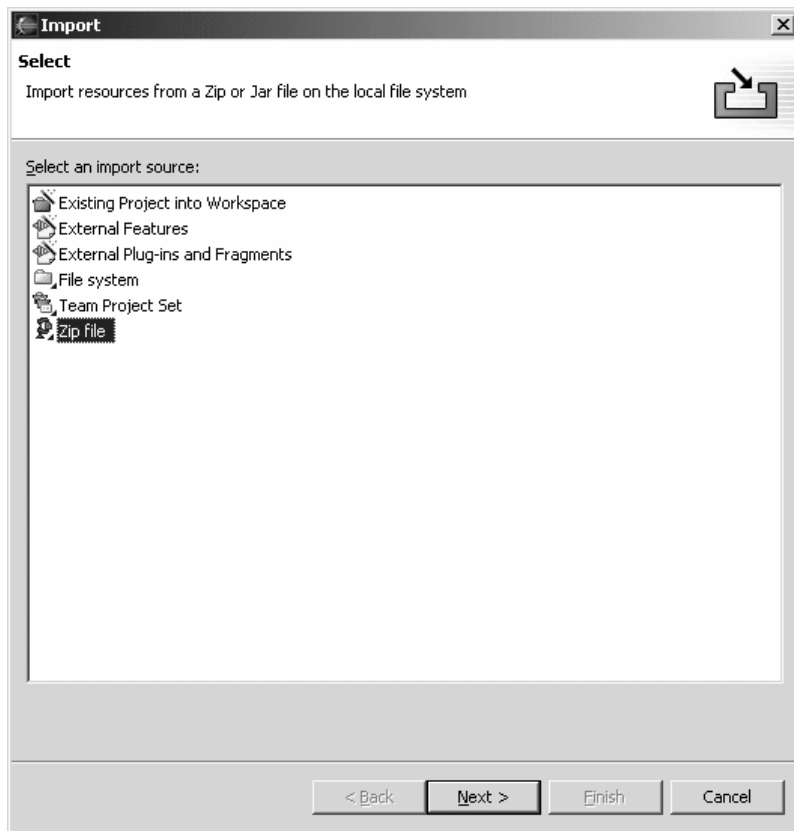 Import
Select
Import resources from a Zip or Jar file on the local file system
Select an import source:
Existing Project into Workspace
External Features
External Plug-ins and Fragments
File system
Team Project Set
Zip file
< Back Next > Finish Cancel